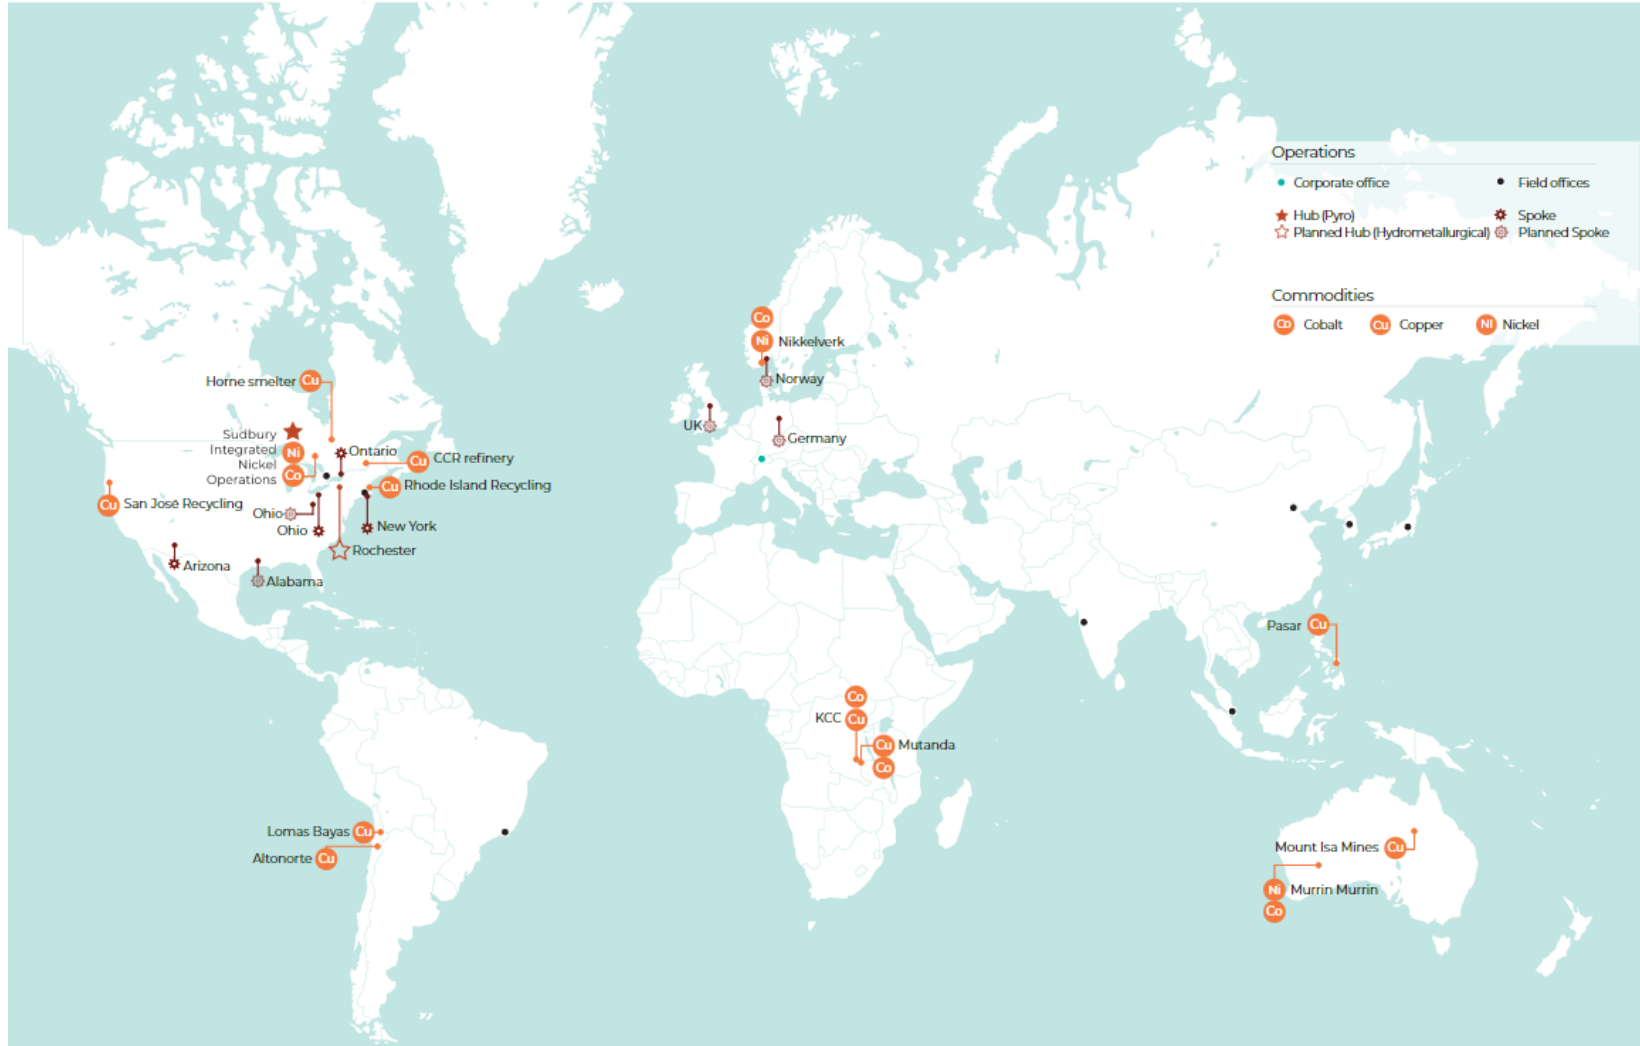 Operations
Corporate office
Field offices
Hub (Pyro)
Spoke
Planned Hub (Hydrometallurgical)
Planned Spoke
Commodities
Co Cobalt
Cu Copper
NI Nickel
Co
Ni Nikkelverk
Norway
Horne smelter Cu
UK
Germany
Sudbury
Integrated
Nickel
Operations
Ni
Co
Ontario
Cu CCR refinery
Cu Rhode Island Recycling
Cu San José Recycling
Ohio
Ohio
New York
Rochester
Arizona
Alabama
Pasar Cu
Co
KCC Cu
Cu Mutanda
Co
Lomas Bayas Cu
Altonorte Cu
Mount Isa Mines Cu
Ni Murrin Murrin
Co